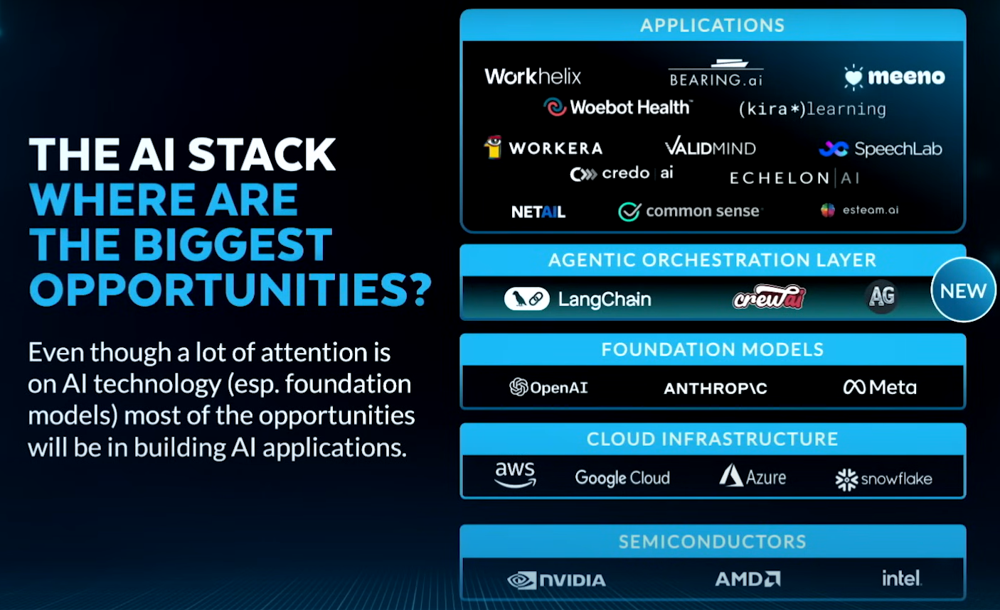 THE AI STACK
WHERE ARE
THE BIGGEST
OPPORTUNITIES?
Even though a lot of attention is
on AI technology (esp. foundation
models) most of the opportunities
will be in building AI applications.
APPLICATIONS
Workhelix BEARING.ai meeno
Woebot Health™ (kira*)learning
WORKERA VALIDMIND SpeechLab
credo ai ECHELON|AI
NETAIL common sense esteam.ai
AGENTIC ORCHESTRATION LAYER
LangChain crewai AG
NEW
FOUNDATION MODELS
OpenAI ANTHROP\C Meta
CLOUD INFRASTRUCTURE
aws Google Cloud Azure snowflake
SEMICONDUCTORS
NVIDIA AMD intel